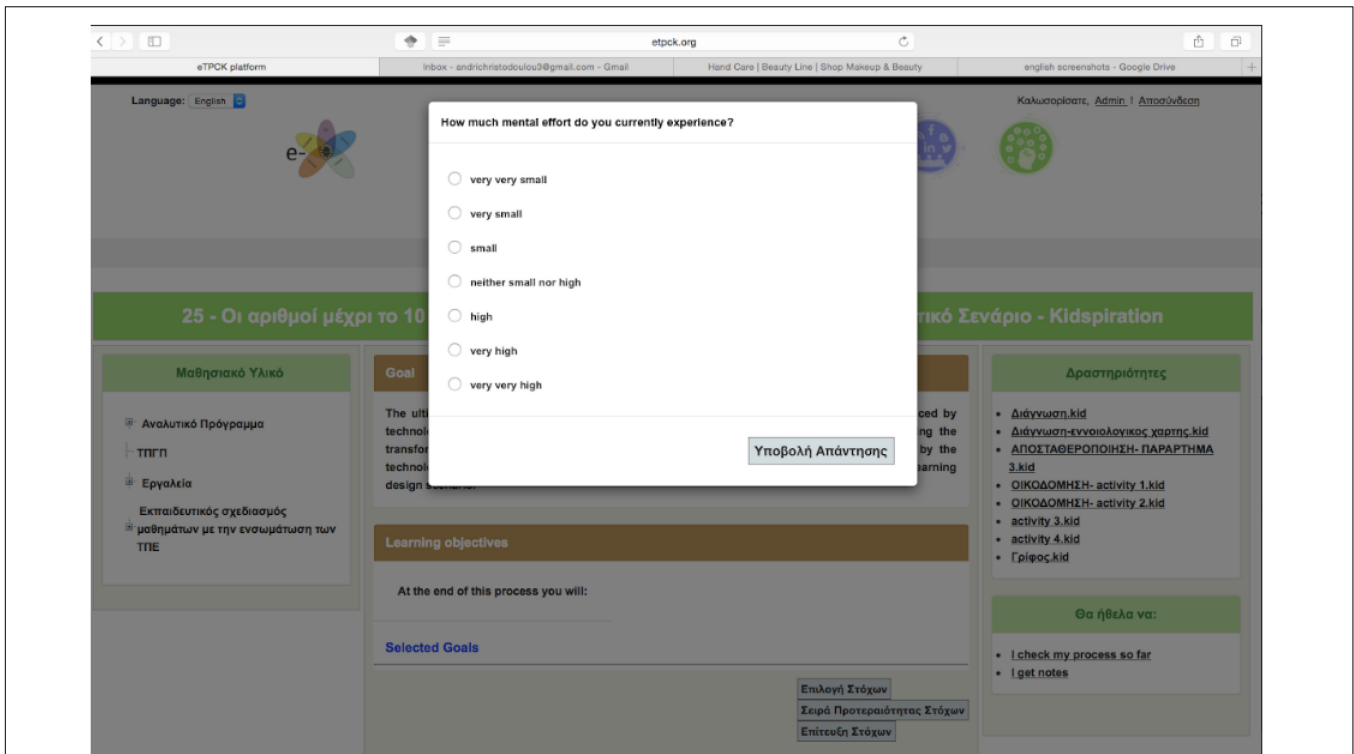 etpck.org
eTPCK platform
Inbox - andrichristodoulou3@gmail.com - Gmail
Hand Care | Beauty Line | Shop Makeup & Beauty
english screenshots - Google Drive
Language: English
Καλωσορίσατε, Admin | Αποσύνδεση
e-
How much mental effort do you currently experience?
very very small
very small
small
neither small nor high
high
very high
very very high
Υποβολή Απάντησης
25 - Οι αριθμοί μέχρι το 10
τικό Σενάριο - Kidspiration
Μαθησιακό Υλικό
Αναλυτικό Πρόγραμμα
ΤΠΓΠ
Εργαλεία
Εκπαιδευτικός σχεδιασμός
μαθημάτων με την ενσωμάτωση των
ΤΠΕ
Goal
The ulti
ced by
technol
ng the
transfor
by the
technol
earning
design
Learning objectives
At the end of this process you will:
Selected Goals
Επιλογή Στόχων
Σειρά Προτεραιότητας Στόχων
Επίτευξη Στόχων
Δραστηριότητες
Διάγνωση.kid
Διάγνωση-εννοιολογικος χαρτης.kid
ΑΠΟΣΤΑΘΕΡΟΠΟΙΗΣΗ- ΠΑΡΑΡΤΗΜΑ
3.kid
ΟΙΚΟΔΟΜΗΣΗ- activity 1.kid
ΟΙΚΟΔΟΜΗΣΗ- activity 2.kid
activity 3.kid
activity 4.kid
Γρίφος.kid
Θα ήθελα να:
I check my process so far
I get notes